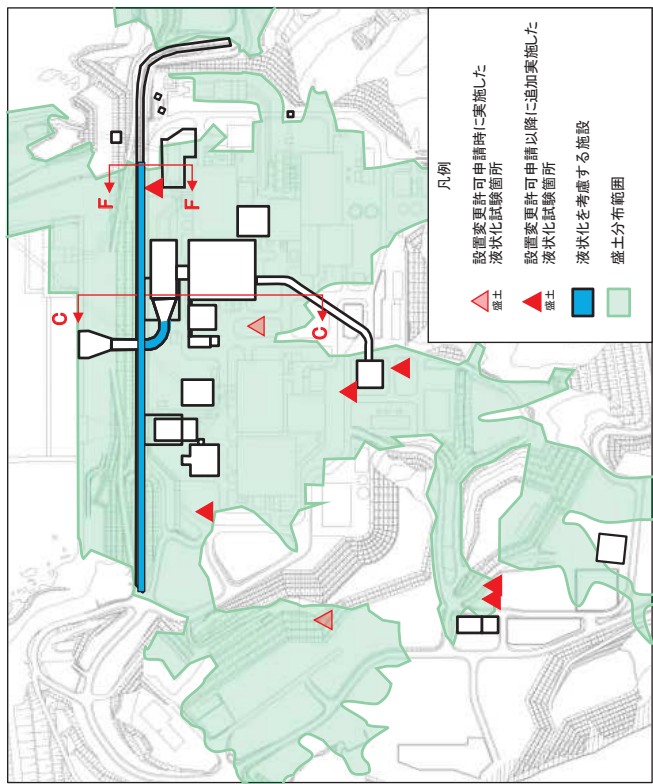 F
F
C
C
凡例
盛土
設置変更許可申請時に実施した
液状化試験箇所
盛土
設置変更許可申請以降に追加実施した
液状化試験箇所
液状化を考慮する施設
盛土分布範囲